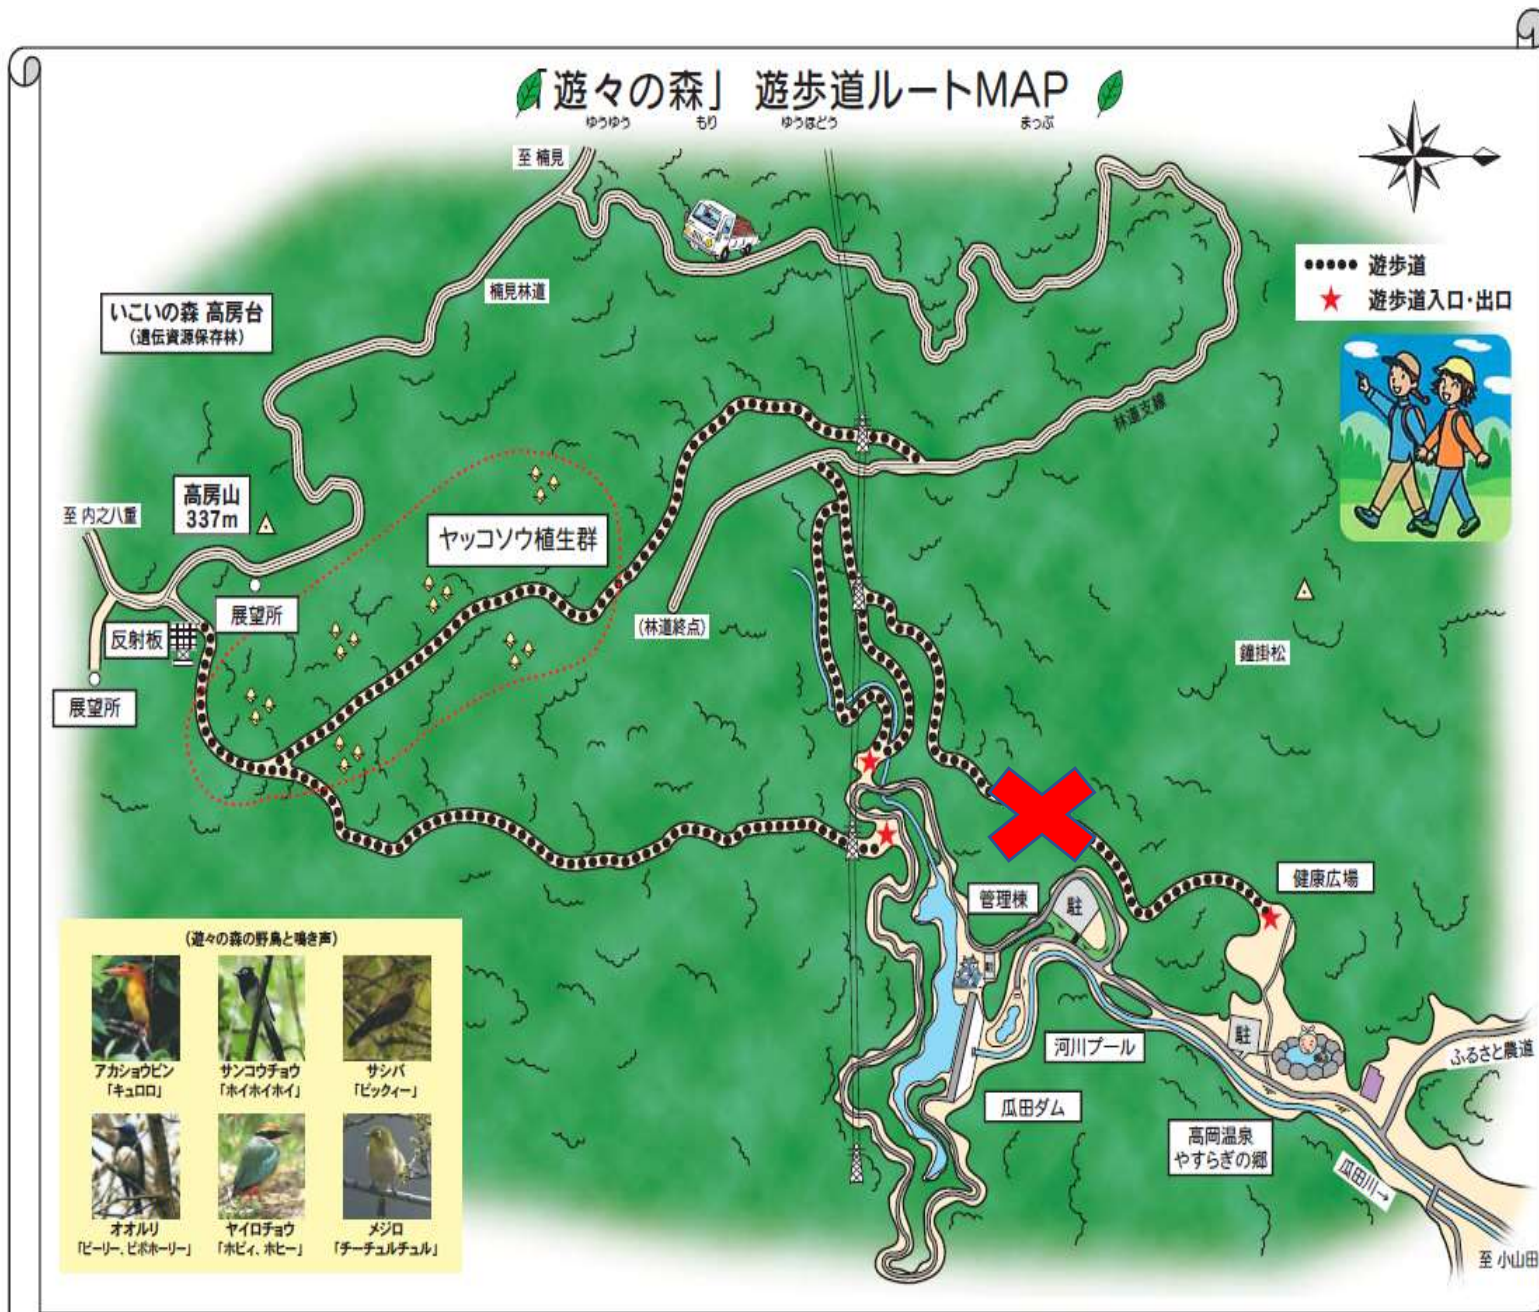 「遊々の森」 遊歩道ルートMAP
ゆうゆう もり ゆうほどう まっぷ
至 楠見
楠見林道
いこいの森 高房台
(遺伝資源保存林)
遊歩道
遊歩道入口・出口
林道支線
高房山
337m
至 内之八重
ヤッコソウ植生群
展望所
反射板
(林道終点)
展望所
鐘掛松
健康広場
管理棟
駐
駐
河川プール
瓜田ダム
ふるさと農道
高岡温泉
やすらぎの郷
瓜田川→
至 小山田
(遊々の森の野鳥と鳴き声)
アカショウビン
「キュロロ」
サンコウチョウ
「ホイホイホイ」
サシバ
「ピックィー」
オオルリ
「ピーリー、ピポホーリー」
ヤイロチョウ
「ホピィ、ホヒー」
メジロ
「チーチュルチュル」